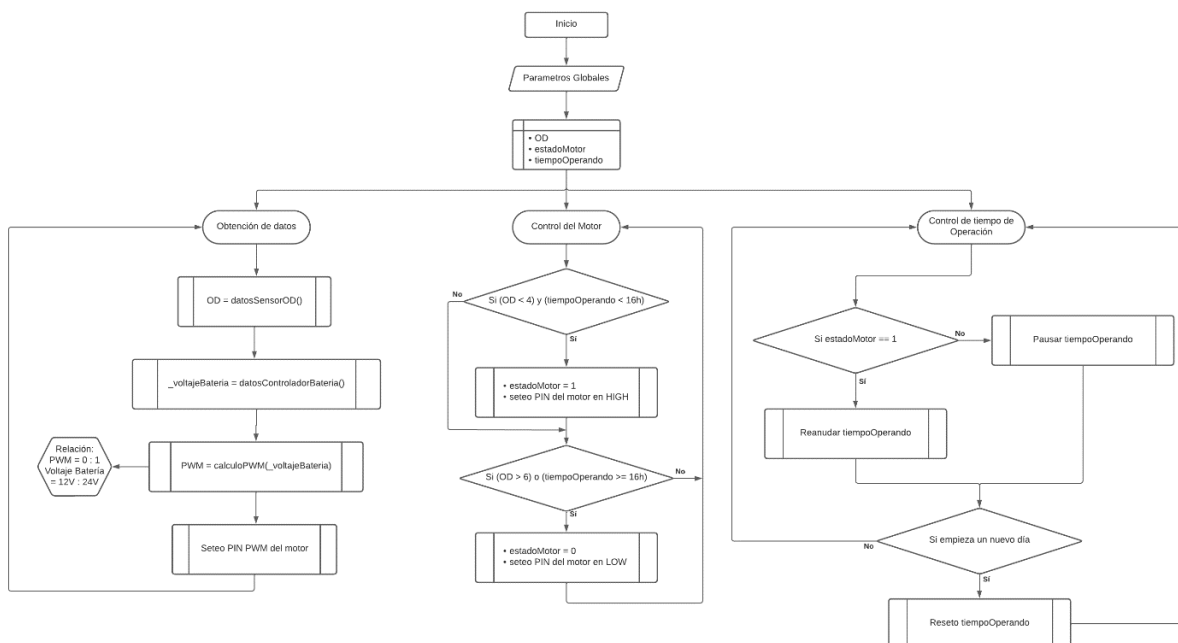 Inicio
Parametros Globales
• OD
• estadoMotor
• tiempoOperando
Obtención de datos
OD = datosSensorOD()
_voltajeBateria = datosControladorBateria()
Relación:
PWM = 0 : 1
Voltaje Batería
= 12V : 24V
PWM = calculoPWM(_voltajeBateria)
Seteo PIN PWM del motor
Control del Motor
No
Si (OD < 4) y (tiempoOperando < 16h)
Sí
• estadoMotor = 1
• seteo PIN del motor en HIGH
Si (OD > 6) o (tiempoOperando >= 16h)
No
Sí
• estadoMotor = 0
• seteo PIN del motor en LOW
Control de tiempo de
Operación
Si estadoMotor == 1
No
Pausar tiempoOperando
Sí
Reanudar tiempoOperando
Si empieza un nuevo día
No
Sí
Reseto tiempoOperando